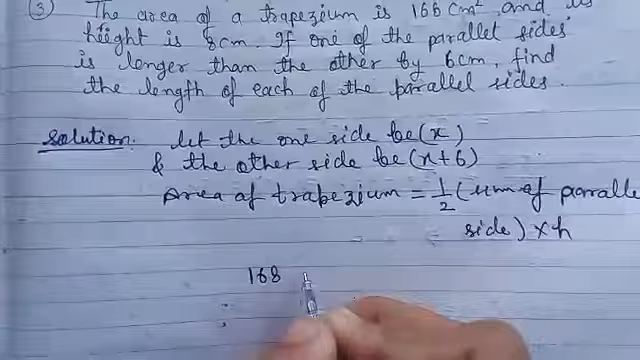 ③ The area of a trapezium is 168 cm² and its
height is 8cm. If one of the parallel sides
is longer than the other by 6cm, find
the length of each of the parallel sides.
Solution. let the one side be (x)
& the other side be (x+6)
Area of trapezium = 1/2 (sum of paralle
side) × h
168